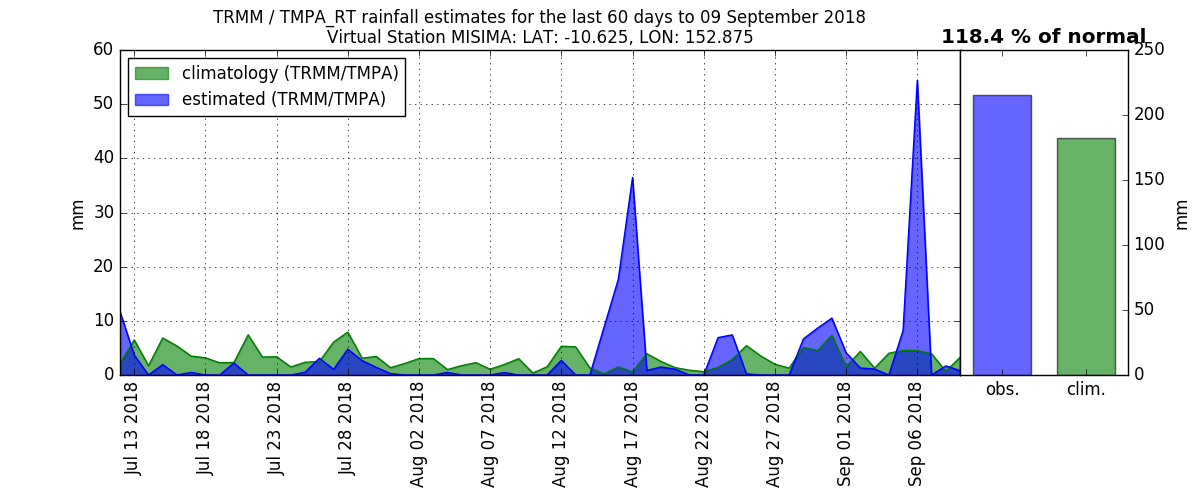 TRMM / TMPA_RT rainfall estimates for the last 60 days to 09 September 2018
Virtual Station MISIMA: LAT: -10.625, LON: 152.875
118.4 % of normal
climatology (TRMM/TMPA)
estimated (TRMM/TMPA)
60
50
40
30
20
10
0
mm
Jul 13 2018
Jul 18 2018
Jul 23 2018
Jul 28 2018
Aug 02 2018
Aug 07 2018
Aug 12 2018
Aug 17 2018
Aug 22 2018
Aug 27 2018
Sep 01 2018
Sep 06 2018
obs.
clim.
250
200
150
100
50
0
mm